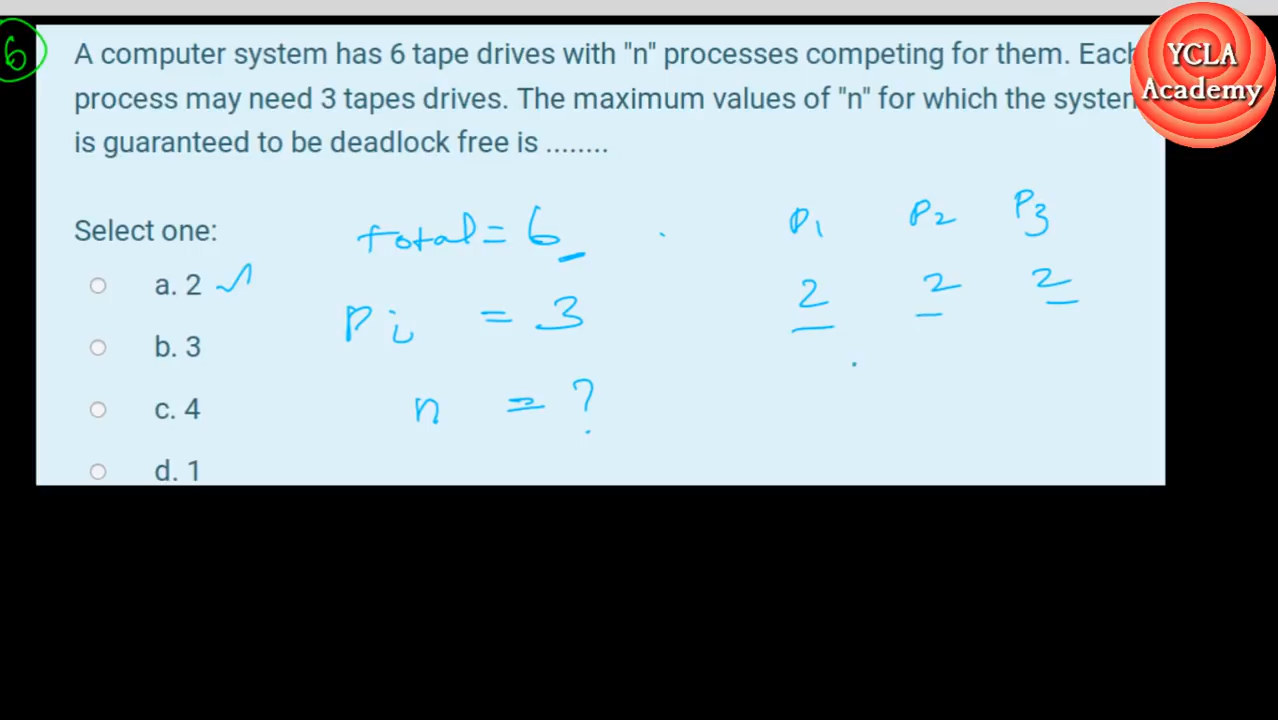 6
YCLA
Academy
A computer system has 6 tape drives with "n" processes competing for them. Each
process may need 3 tapes drives. The maximum values of "n" for which the system
is guaranteed to be deadlock free is ........
Select one:
a. 2
b. 3
c. 4
d. 1
total = 6
Pi = 3
n = ?
P1 P2 P3
2 2 2